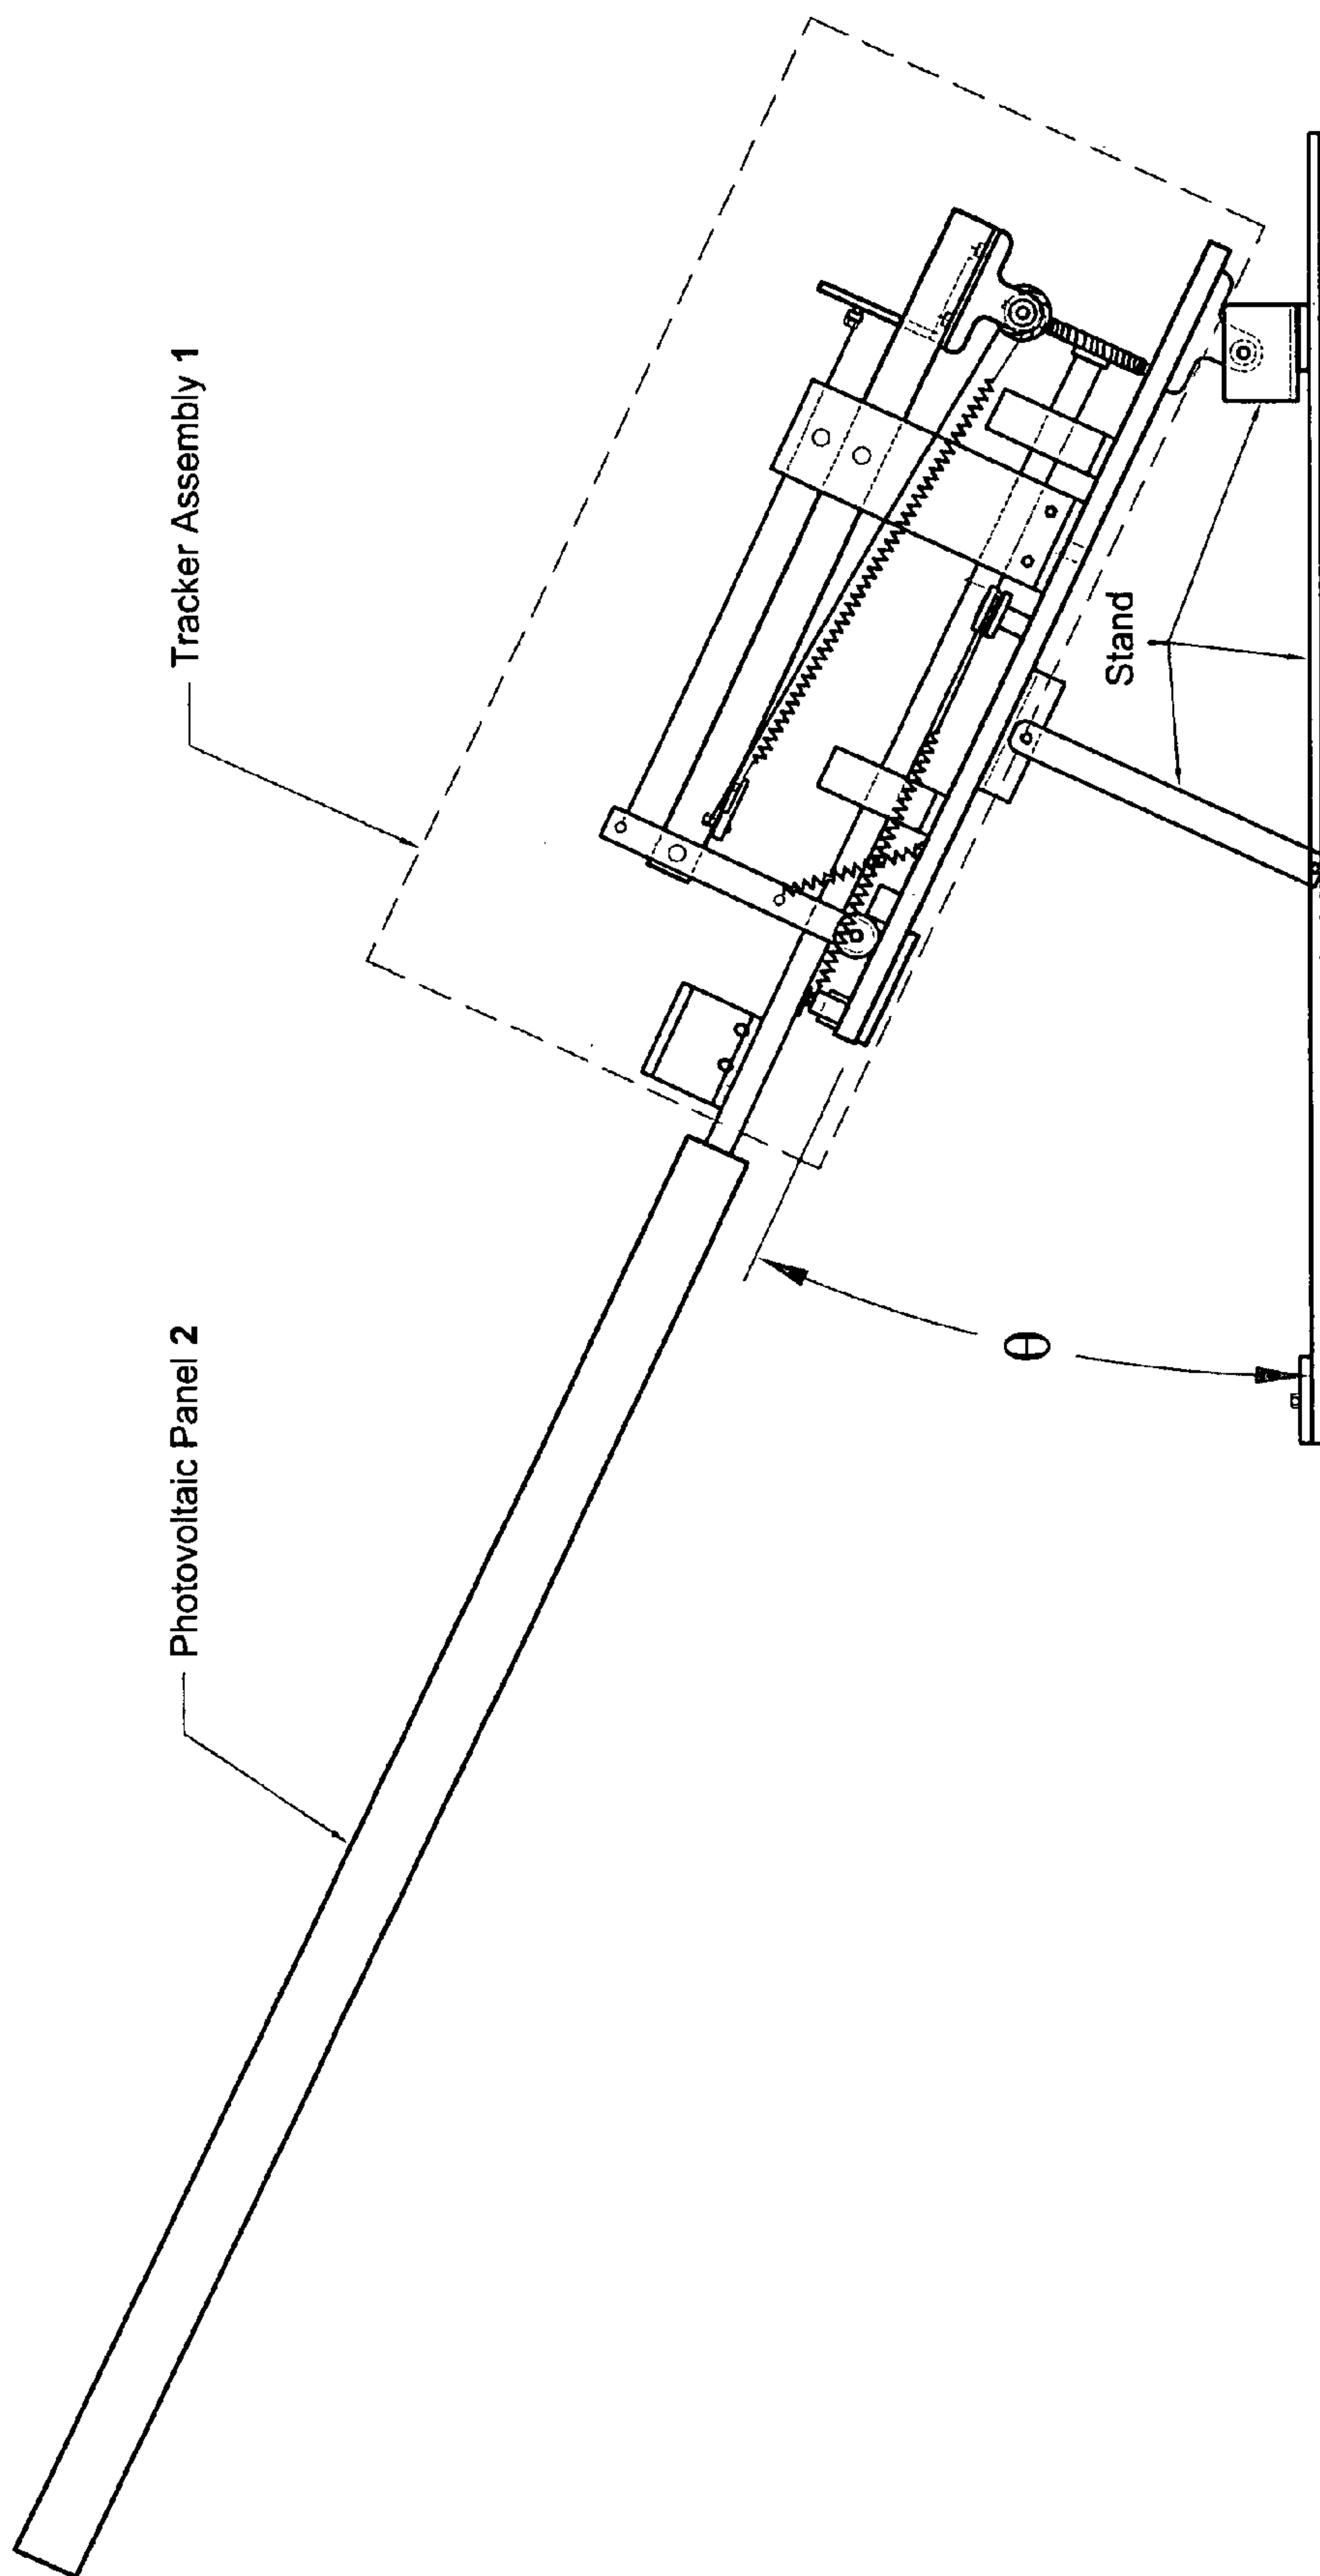 Tracker Assembly 1
Photovoltaic Panel 2
Stand
θ